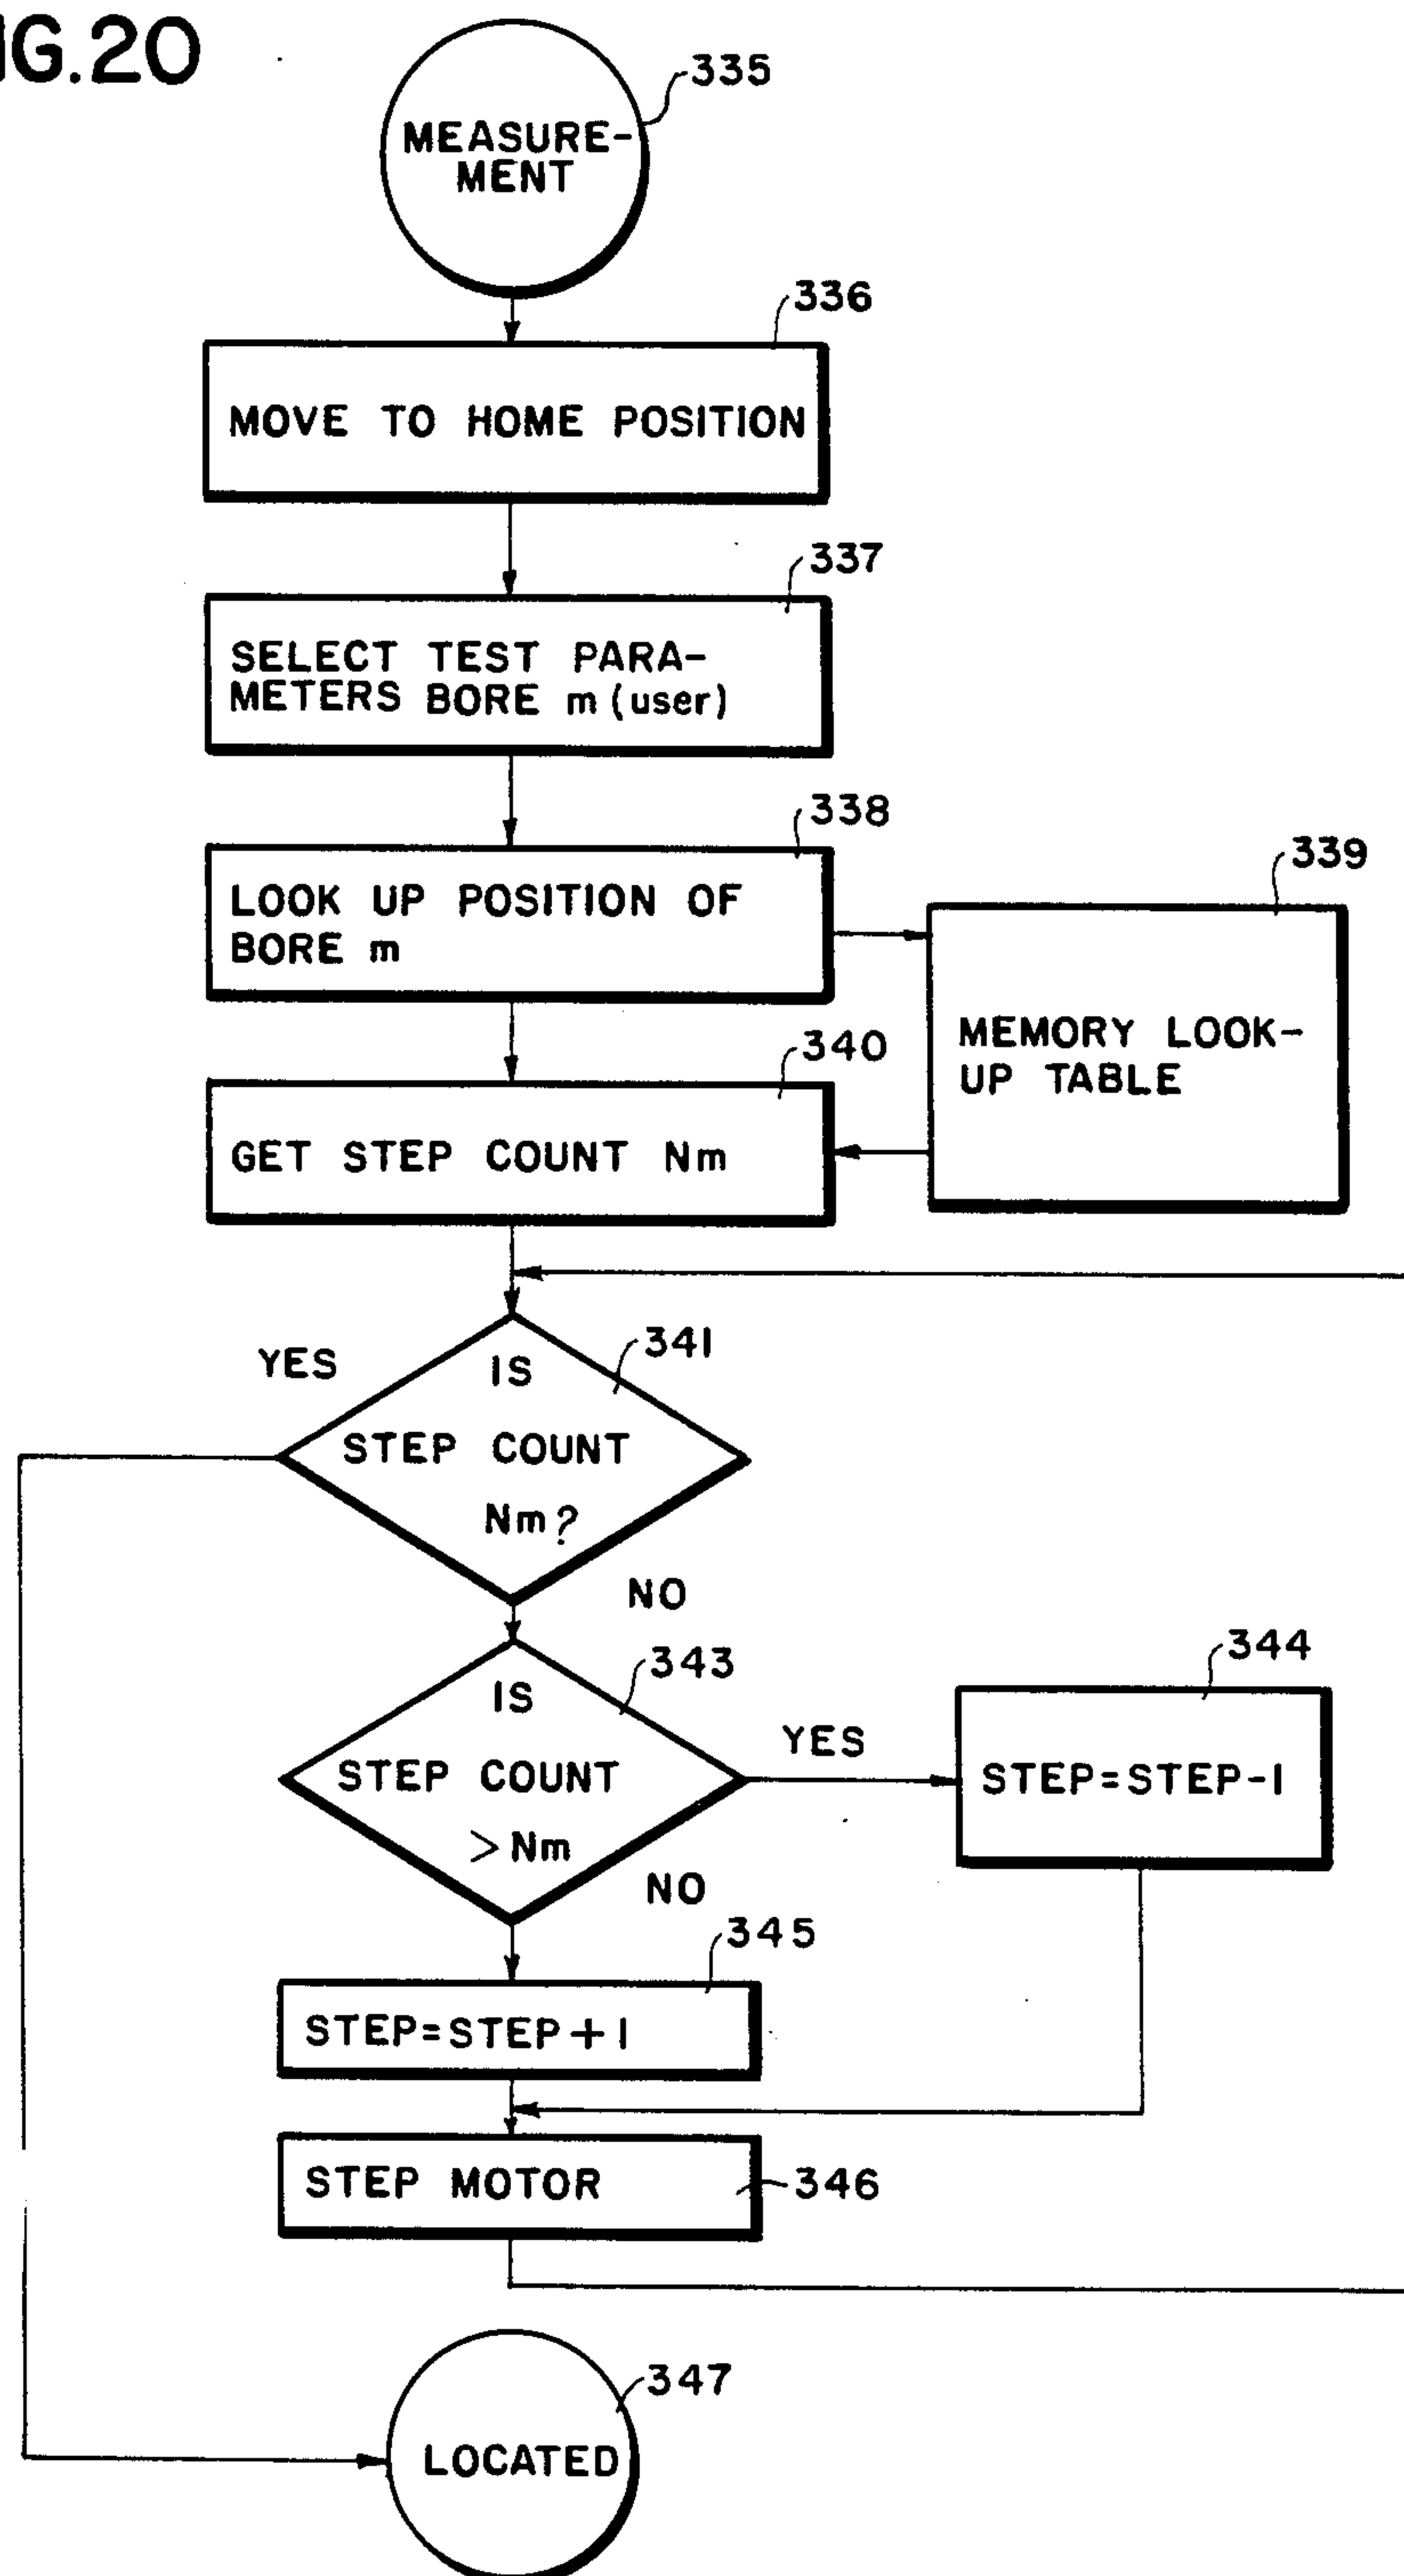 IG.20
335
MEASURE-
MENT
336
MOVE TO HOME POSITION
337
SELECT TEST PARA-
METERS BORE m (user)
338
LOOK UP POSITION OF
BORE m
339
MEMORY LOOK-
UP TABLE
340
GET STEP COUNT Nm
341
YES
IS
STEP COUNT
Nm?
NO
343
IS
STEP COUNT
> Nm
YES
344
STEP=STEP-1
NO
345
STEP=STEP+1
STEP MOTOR
346
347
LOCATED